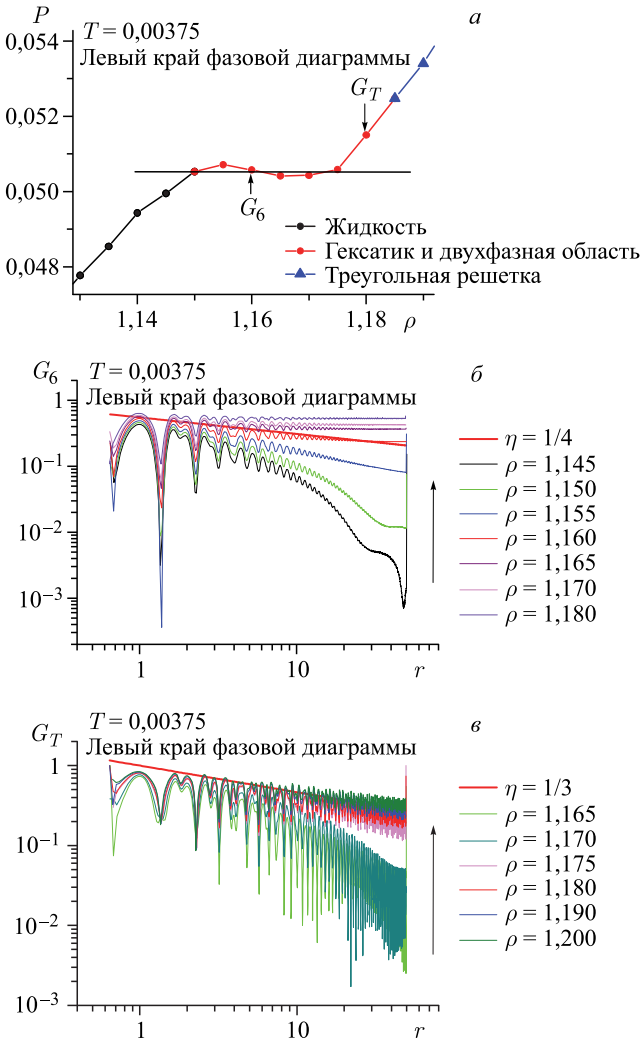 P
а
T = 0,00375
0,054
Левый край фазовой диаграммы
G_T
0,052
0,050
G_6
Жидкость
Гексатик и двухфазная область
0,048
Треугольная решетка
1,14
1,16
1,18
ρ
G_6
T = 0,00375
б
Левый край фазовой диаграммы
1
η = 1/4
10^{-1}
ρ = 1,145
ρ = 1,150
ρ = 1,155
10^{-2}
ρ = 1,160
ρ = 1,165
ρ = 1,170
10^{-3}
ρ = 1,180
1
10
r
G_T
T = 0,00375
в
Левый край фазовой диаграммы
1
η = 1/3
ρ = 1,165
10^{-1}
ρ = 1,170
ρ = 1,175
ρ = 1,180
10^{-2}
ρ = 1,190
ρ = 1,200
10^{-3}
1
10
r